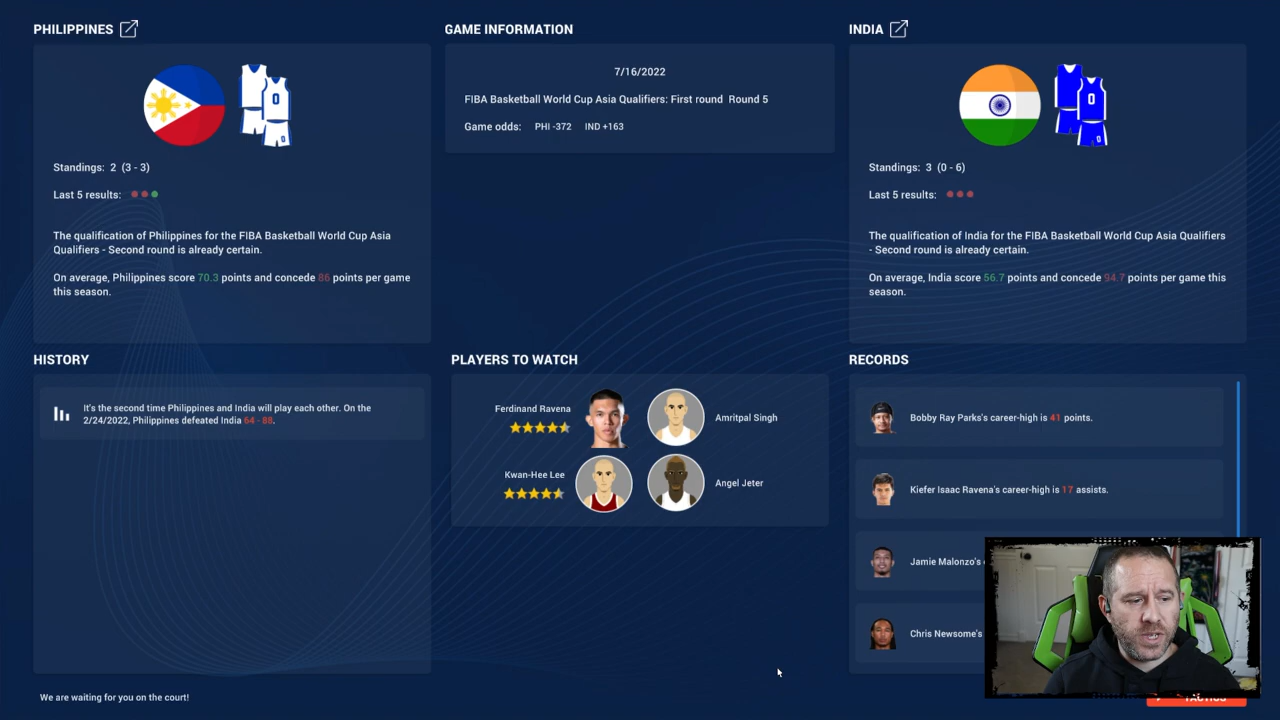 PHILIPPINES
GAME INFORMATION
INDIA
7/16/2022
FIBA Basketball World Cup Asia Qualifiers: First round Round 5
Game odds: PHI -372 IND +163
0
0
0
0
Standings: 2 (3 - 3)
Last 5 results:
The qualification of Philippines for the FIBA Basketball World Cup Asia
Qualifiers - Second round is already certain.
On average, Philippines score 70.3 points and concede 86 points per game
this season.
Standings: 3 (0 - 6)
Last 5 results:
The qualification of India for the FIBA Basketball World Cup Asia Qualifiers
- Second round is already certain.
On average, India score 56.7 points and concede 94.7 points per game this
season.
HISTORY
It's the second time Philippines and India will play each other. On the
2/24/2022, Philippines defeated India 64 - 88.
PLAYERS TO WATCH
Ferdinand Ravena
Amritpal Singh
Kwan-Hee Lee
Angel Jeter
RECORDS
Bobby Ray Parks's career-high is 41 points.
Kiefer Isaac Ravena's career-high is 17 assists.
Jamie Malonzo's
Chris Newsome's
We are waiting for you on the court!
TACTICS